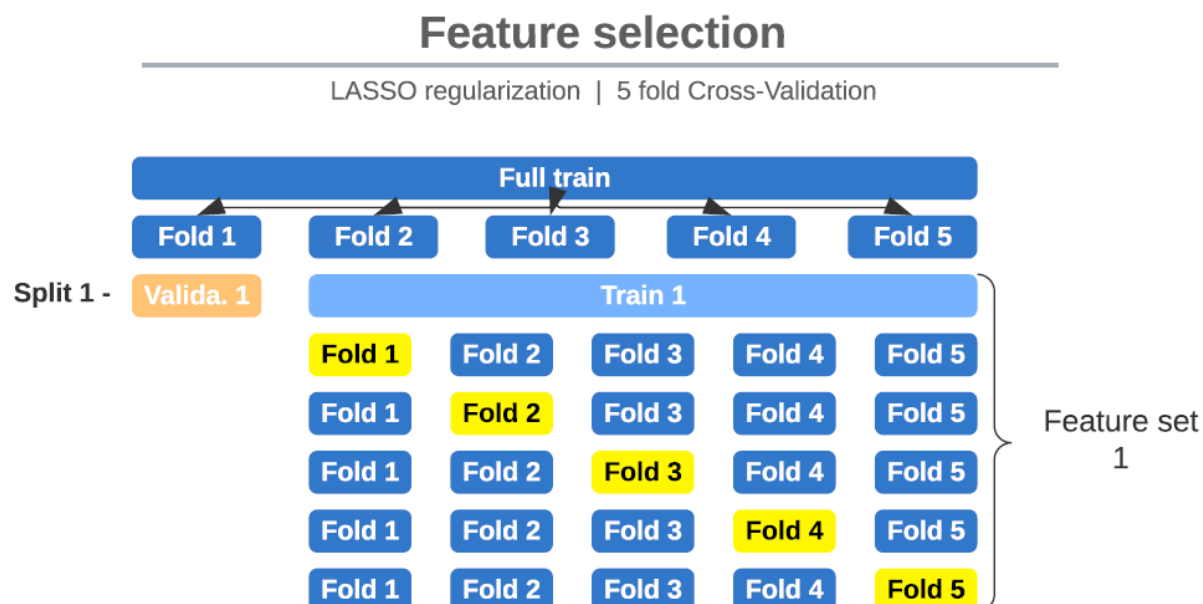 Feature selection
LASSO regularization | 5 fold Cross-Validation
Full train
Fold 1 Fold 2 Fold 3 Fold 4 Fold 5
Split 1 - Valida. 1 Train 1
Fold 1 Fold 2 Fold 3 Fold 4 Fold 5
Fold 1 Fold 2 Fold 3 Fold 4 Fold 5
Fold 1 Fold 2 Fold 3 Fold 4 Fold 5
Fold 1 Fold 2 Fold 3 Fold 4 Fold 5
Fold 1 Fold 2 Fold 3 Fold 4 Fold 5
Feature set
1